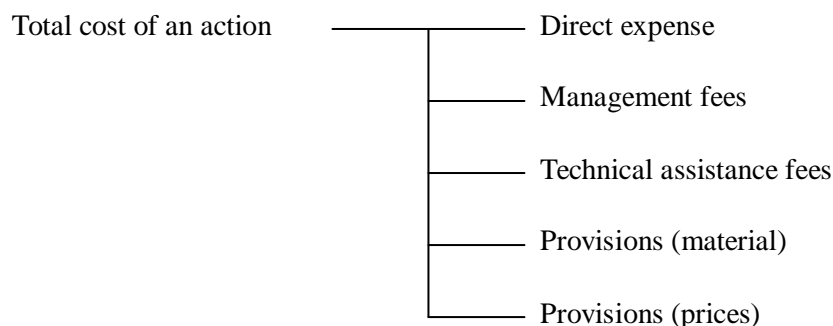 Total cost of an action
Direct expense
Management fees
Technical assistance fees
Provisions (material)
Provisions (prices)